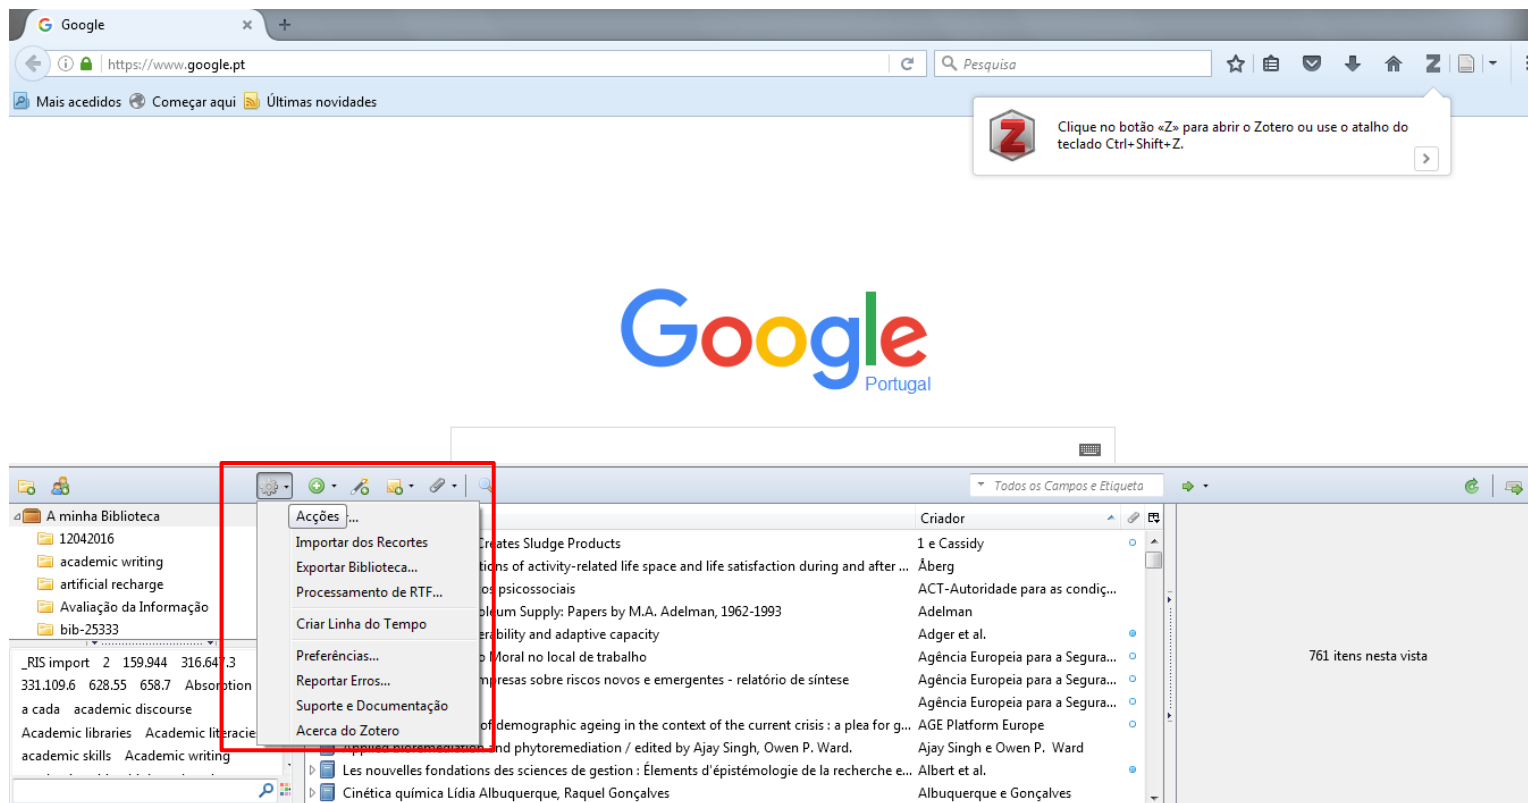 Google
https://www.google.pt
Pesquisa
Mais acedidos Começar aqui Últimas novidades
Clique no botão «Z» para abrir o Zotero ou use o atalho do
teclado Ctrl+Shift+Z.
Google
Portugal
Todos os Campos e Etiqueta
A minha Biblioteca
12042016
academic writing
artificial recharge
Avaliação da Informação
bib-25333
_RIS import 2 159.944 316.647.3
331.109.6 628.55 658.7 Absorption
a cada academic discourse
Academic libraries Academic literacie
academic skills Academic writing
Acções ...
Importar dos Recortes
Exportar Biblioteca...
Processamento de RTF...
Criar Linha do Tempo
Preferências...
Reportar Erros...
Suporte e Documentação
Acerca do Zotero
Criador
Creates Sludge Products 1 e Cassidy
tions of activity-related life space and life satisfaction during and after ... Åberg
os psicossociais ACT-Autoridade para as condiç...
oleum Supply: Papers by M.A. Adelman, 1962-1993 Adelman
erability and adaptive capacity Adger et al.
o Moral no local de trabalho Agência Europeia para a Segura...
mpresas sobre riscos novos e emergentes - relatório de síntese Agência Europeia para a Segura...
Agência Europeia para a Segura...
of demographic ageing in the context of the current crisis : a plea for g... AGE Platform Europe
Applied bioremediation and phytoremediation / edited by Ajay Singh, Owen P. Ward. Ajay Singh e Owen P. Ward
Les nouvelles fondations des sciences de gestion : Élements d'épistémologie de la recherche e... Albert et al.
Cinética química Lídia Albuquerque, Raquel Gonçalves Albuquerque e Gonçalves
761 itens nesta vista